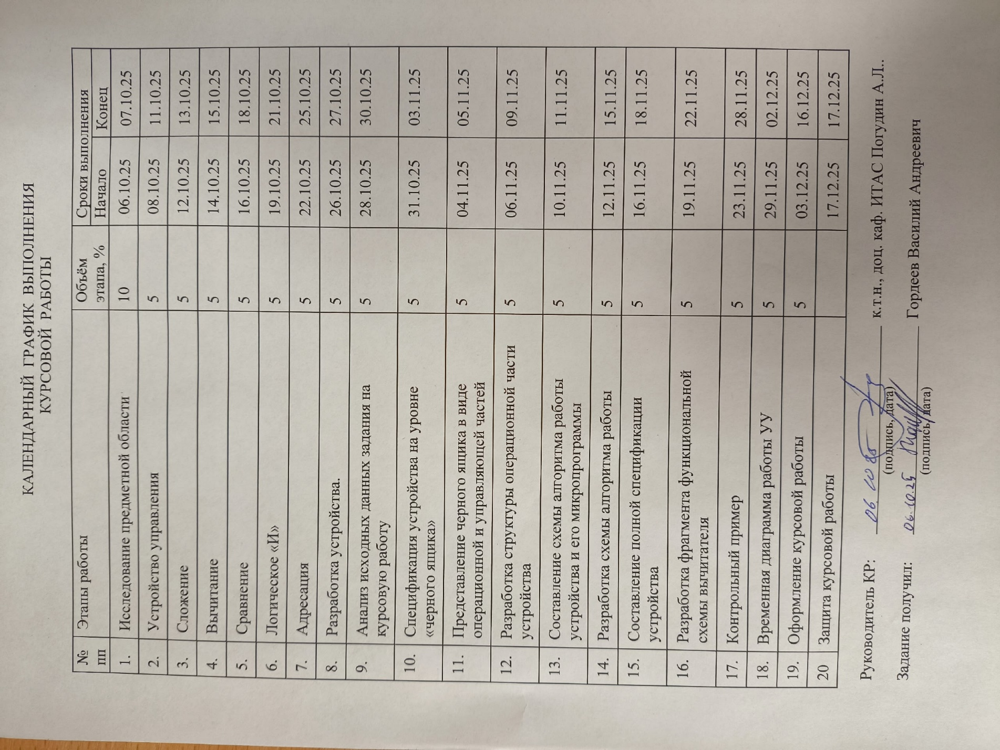 КАЛЕНДАРНЫЙ ГРАФИК ВЫПОЛНЕНИЯ
КУРСОВОЙ РАБОТЫ
№ пп Этапы работы Объём этапа, % Сроки выполнения
Начало Конец
1. Исследование предметной области 10 06.10.25 07.10.25
2. Устройство управления 5 08.10.25 11.10.25
3. Сложение 5 12.10.25 13.10.25
4. Вычитание 5 14.10.25 15.10.25
5. Сравнение 5 16.10.25 18.10.25
6. Логическое «И» 5 19.10.25 21.10.25
7. Адресация 5 22.10.25 25.10.25
8. Разработка устройства. 5 26.10.25 27.10.25
9. Анализ исходных данных задания на 5 28.10.25 30.10.25
курсовую работу
10. Спецификация устройства на уровне 5 31.10.25 03.11.25
«черного ящика»
11. Представление черного ящика в виде 5 04.11.25 05.11.25
операционной и управляющей частей
12. Разработка структуры операционной части 5 06.11.25 09.11.25
устройства
13. Составление схемы алгоритма работы 5 10.11.25 11.11.25
устройства и его микропрограммы
14. Разработка схемы алгоритма работы 5 12.11.25 15.11.25
15. Составление полной спецификации 5 16.11.25 18.11.25
устройства
16. Разработка фрагмента функциональной 5 19.11.25 22.11.25
схемы вычитателя
17. Контрольный пример 5 23.11.25 28.11.25
18. Временная диаграмма работы УУ 5 29.11.25 02.12.25
19. Оформление курсовой работы 5 03.12.25 16.12.25
20 Защита курсовой работы 17.12.25 17.12.25
Руководитель КР: 06 10 25 к.т.н., доц. каф. ИТАС Погудин А.Л..
(подпись, дата)
Задание получил: 06.10.25 Гордеев Василий Андреевич
(подпись, дата)